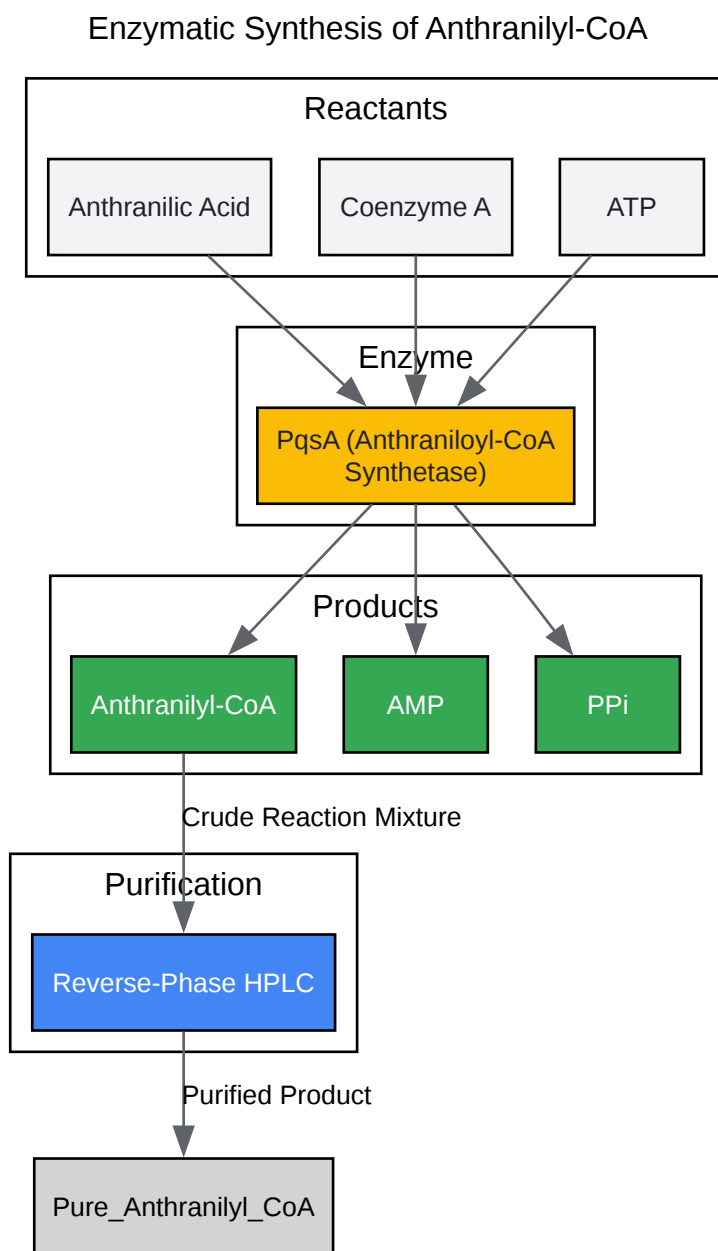 Enzymatic Synthesis of Anthranilyl-CoA
Reactants
Anthranilic Acid
Coenzyme A
ATP
Enzyme
PqsA (Anthraniloyl-CoA
Synthetase)
Products
Anthranilyl-CoA
AMP
PPi
Crude Reaction Mixture
Purification
Reverse-Phase HPLC
Purified Product
Pure_Anthranilyl_CoA